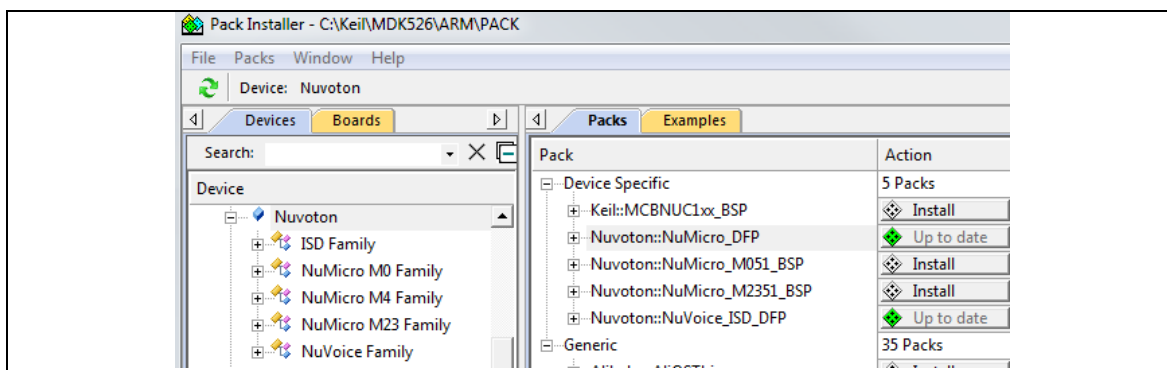 Pack Installer - C:\Keil\MDK526\ARM\PACK
File Packs Window Help
Device: Nuvoton
Devices Boards
Search:
Device
Nuvoton
ISD Family
NuMicro M0 Family
NuMicro M4 Family
NuMicro M23 Family
NuVoice Family
Packs Examples
Pack Action
Device Specific 5 Packs
Keil::MCBNUC1xx_BSP Install
Nuvoton::NuMicro_DFP Up to date
Nuvoton::NuMicro_M051_BSP Install
Nuvoton::NuMicro_M2351_BSP Install
Nuvoton::NuVoice_ISD_DFP Up to date
Generic 35 Packs